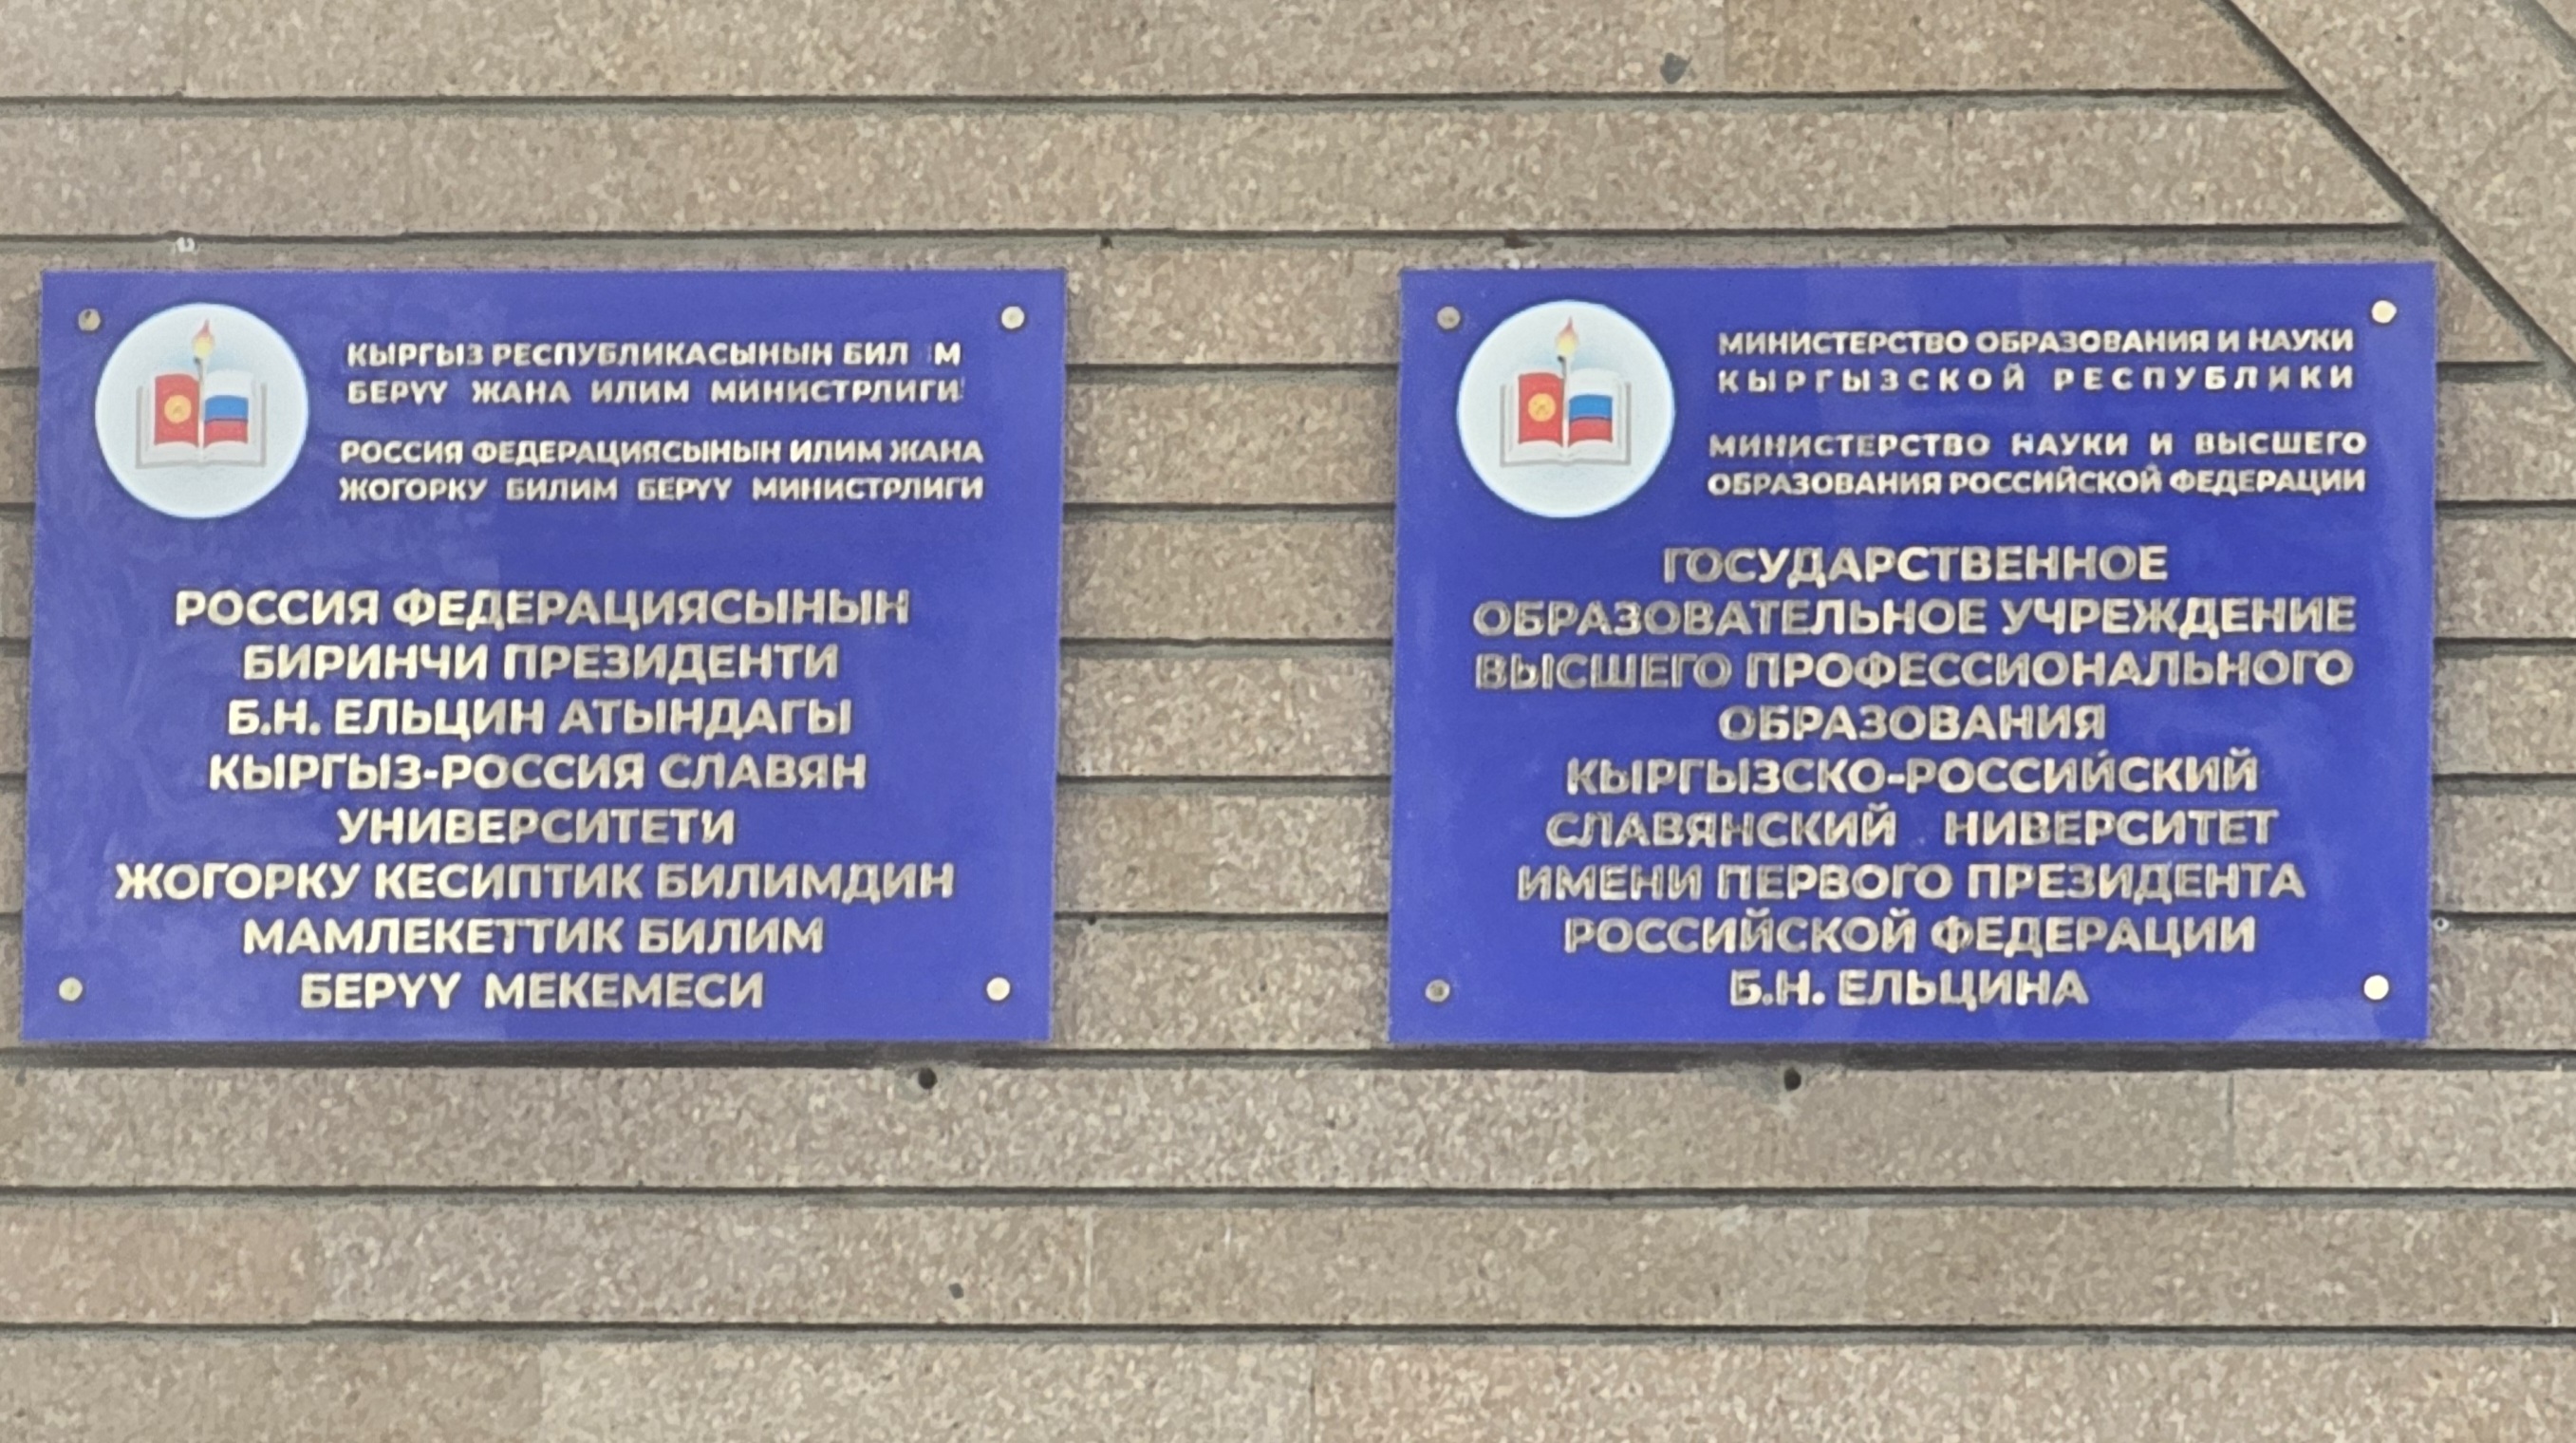 КЫРГЫЗ РЕСПУБЛИКАСЫНЫН БИЛ М
БЕРҮҮ ЖАНА ИЛИМ МИНИСТРЛИГИ
РОССИЯ ФЕДЕРАЦИЯСЫНЫН ИЛИМ ЖАНА
ЖОГОРКУ БИЛИМ БЕРҮҮ МИНИСТРЛИГИ
РОССИЯ ФЕДЕРАЦИЯСЫНЫН
БИРИНЧИ ПРЕЗИДЕНТИ
Б.Н. ЕЛЬЦИН АТЫНДАГЫ
КЫРГЫЗ-РОССИЯ СЛАВЯН
УНИВЕРСИТЕТИ
ЖОГОРКУ КЕСИПТИК БИЛИМДИН
МАМЛЕКЕТТИК БИЛИМ
БЕРҮҮ МЕКЕМЕСИ
МИНИСТЕРСТВО ОБРАЗОВАНИЯ И НАУКИ
КЫРГЫЗСКОЙ РЕСПУБЛИКИ
МИНИСТЕРСТВО НАУКИ И ВЫСШЕГО
ОБРАЗОВАНИЯ РОССИЙСКОЙ ФЕДЕРАЦИИ
ГОСУДАРСТВЕННОЕ
ОБРАЗОВАТЕЛЬНОЕ УЧРЕЖДЕНИЕ
ВЫСШЕГО ПРОФЕССИОНАЛЬНОГО
ОБРАЗОВАНИЯ
КЫРГЫЗСКО-РОССИЙСКИЙ
СЛАВЯНСКИЙ НИВЕРСИТЕТ
ИМЕНИ ПЕРВОГО ПРЕЗИДЕНТА
РОССИЙСКОЙ ФЕДЕРАЦИИ
Б.Н. ЕЛЬЦИНА